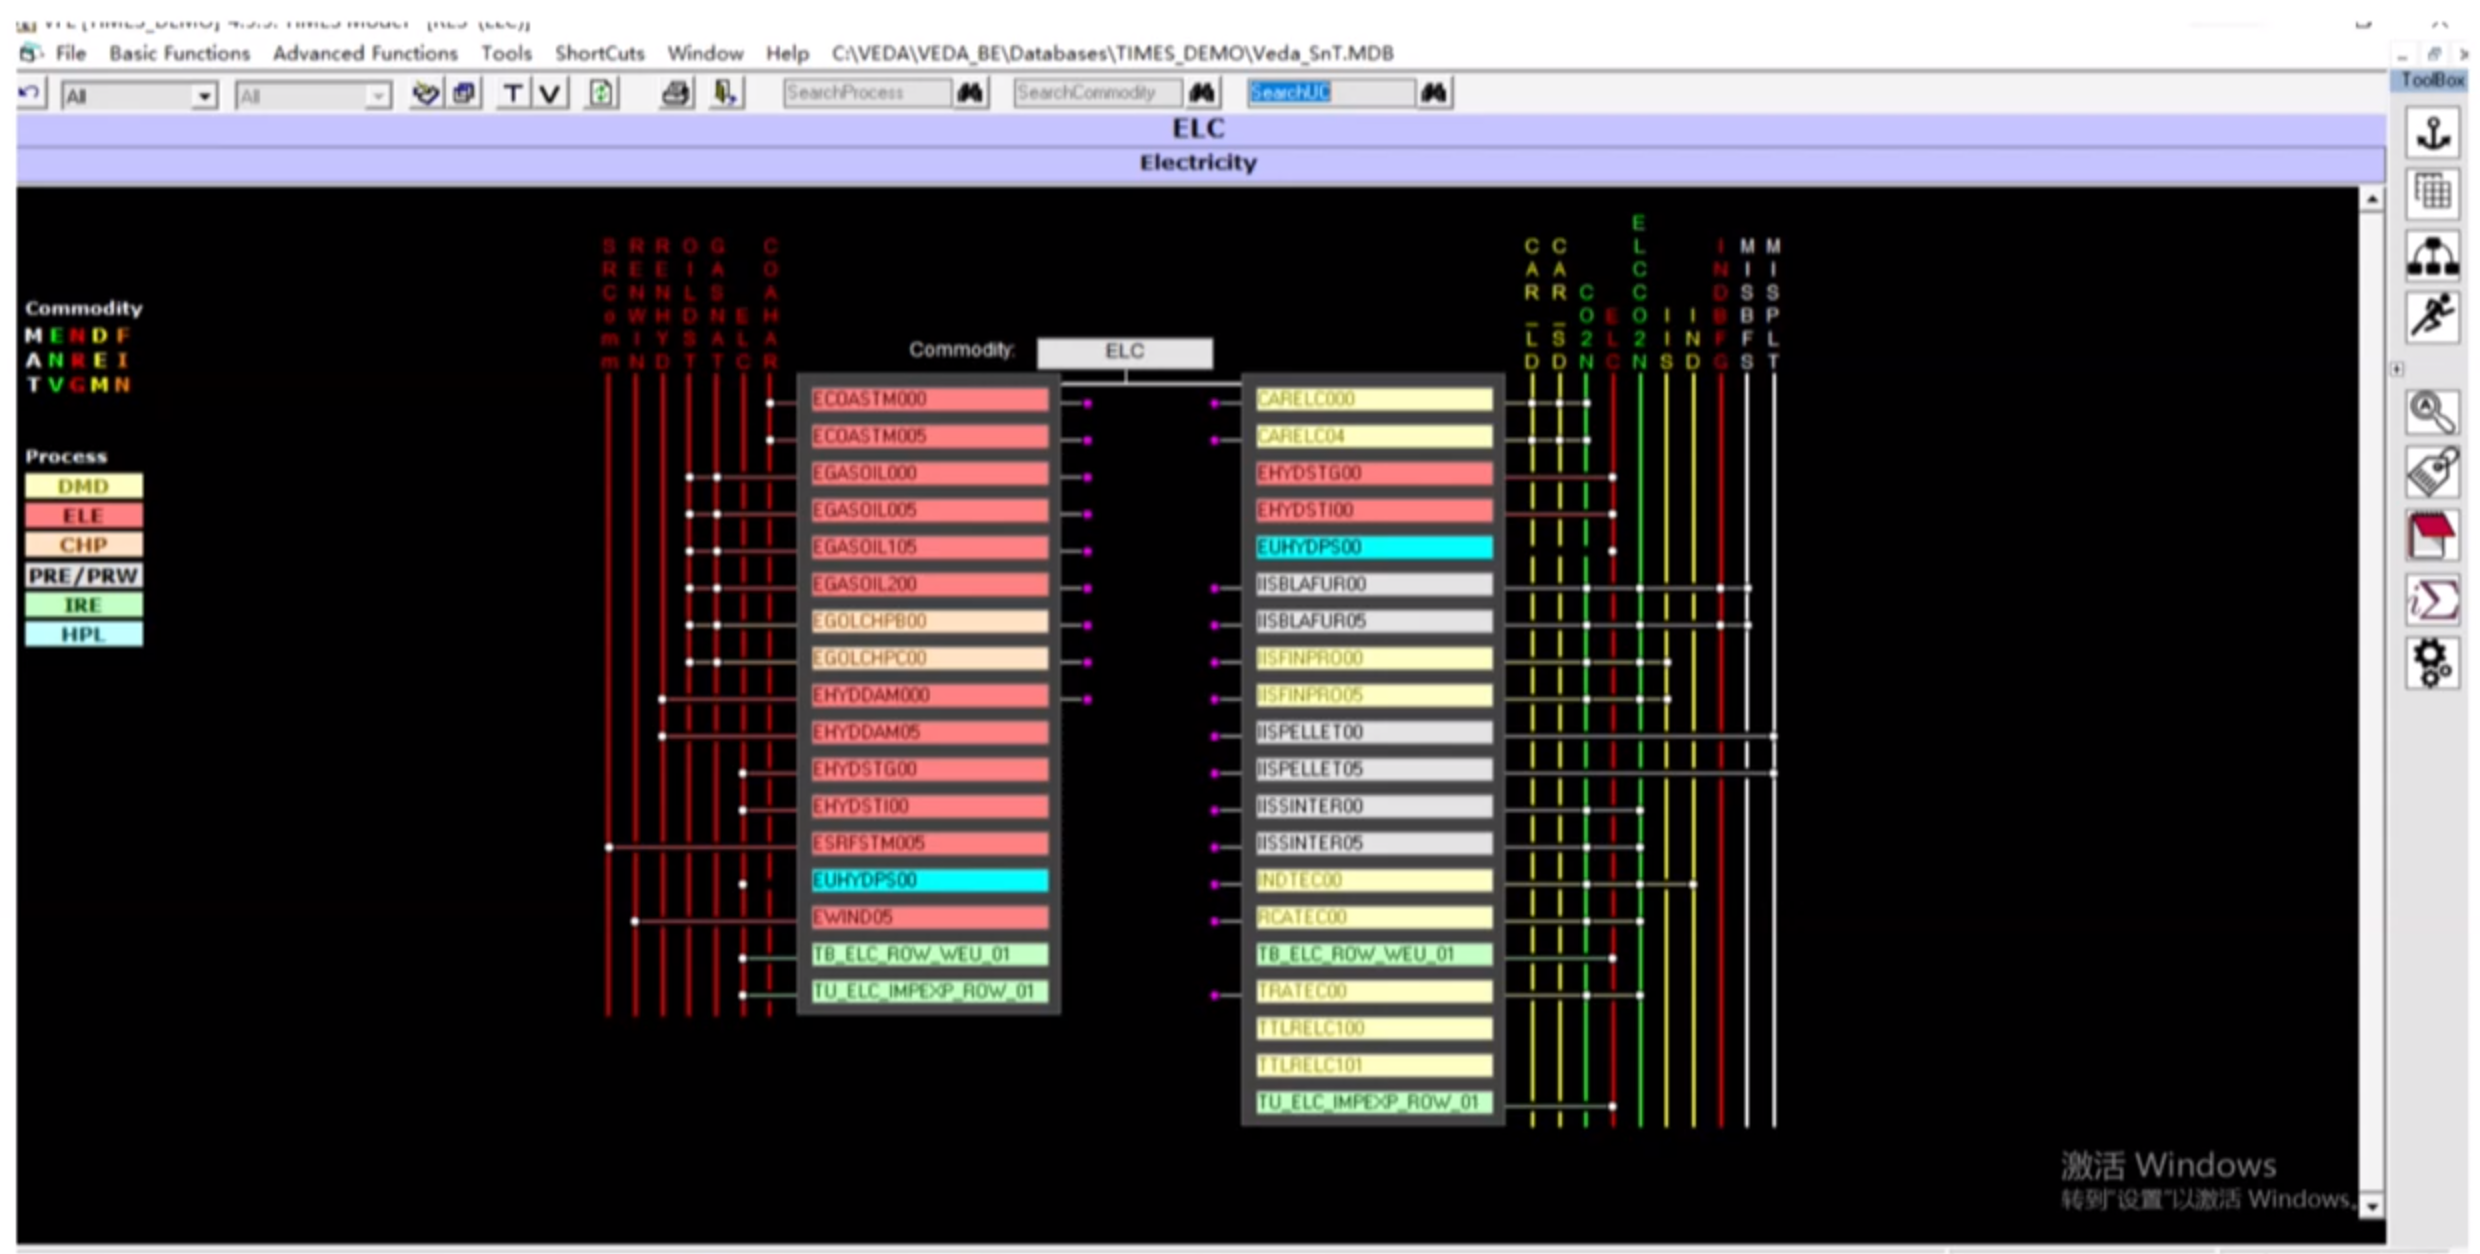 File Basic Functions Advanced Functions Tools ShortCuts Window Help C:\VEDA\VEDA_BE\Databases\TIMES_DEMO\Veda_SnT.MDB
ToolBox
All All T V SearchProcess SearchCommodity SearchUC
ELC
Electricity
Commodity
M E N D F
A N R E I
T V G M N
Process
DMD
ELE
CHP
PRE/PRW
IRE
HPL
SRComm RENWIN RENHYD OILDST GASNAT ELC COAHAR
Commodity: ELC
CAR_LD CAR_SD CO2N ELC ELCCO2N IIS IND INDBFG MISBFS MISPLT
ECOASTM000
ECOASTM005
EGASOIL000
EGASOIL005
EGASOIL105
EGASOIL200
EGOLCHPB00
EGOLCHPC00
EHYDDAM000
EHYDDAM05
EHYDSTG00
EHYDSTI00
ESRFSTM005
EUHYDPS00
EWIND05
TB_ELC_ROW_WEU_01
TU_ELC_IMPEXP_ROW_01
CARELC000
CARELC04
EHYDSTG00
EHYDSTI00
EUHYDPS00
IISBLAFUR00
IISBLAFUR05
IISFINPRO00
IISFINPRO05
IISPELLET00
IISPELLET05
IISSINTER00
IISSINTER05
INDTEC00
RCATEC00
TB_ELC_ROW_WEU_01
TRATEC00
TTLRELC100
TTLRELC101
TU_ELC_IMPEXP_ROW_01
激活 Windows
转到"设置"以激活 Windows。